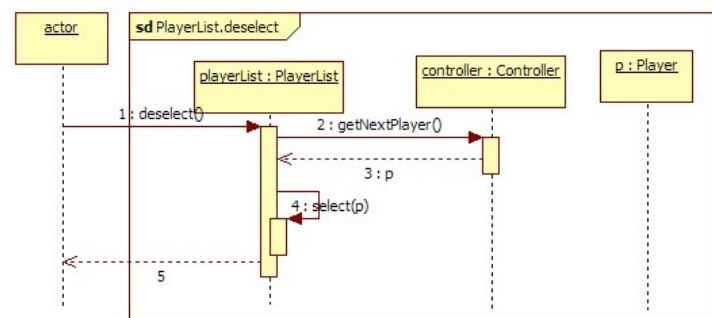 actor
sd PlayerList.deselect
playerList : PlayerList
controller : Controller
p : Player
1 : deselect()
2 : getNextPlayer()
3 : p
4 : select(p)
5